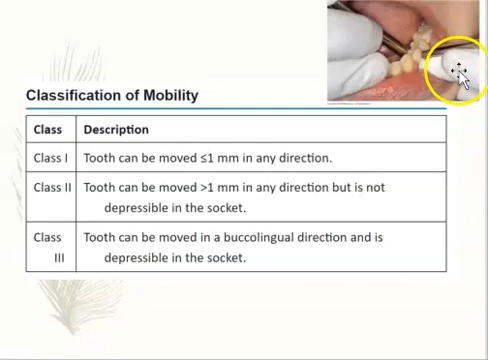 Classification of Mobility
Class Description
Class I Tooth can be moved ≤1 mm in any direction.
Class II Tooth can be moved >1 mm in any direction but is not
depressible in the socket.
Class Tooth can be moved in a buccolingual direction and is
III depressible in the socket.